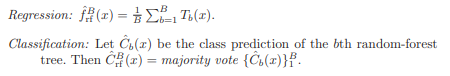 Regression: f̂_rf^B(x) = 1/B ∑_{b=1}^B T_b(x).
Classification: Let Ĉ_b(x) be the class prediction of the bth random-forest
tree. Then Ĉ_rf^B(x) = majority vote {Ĉ_b(x)}_1^B.